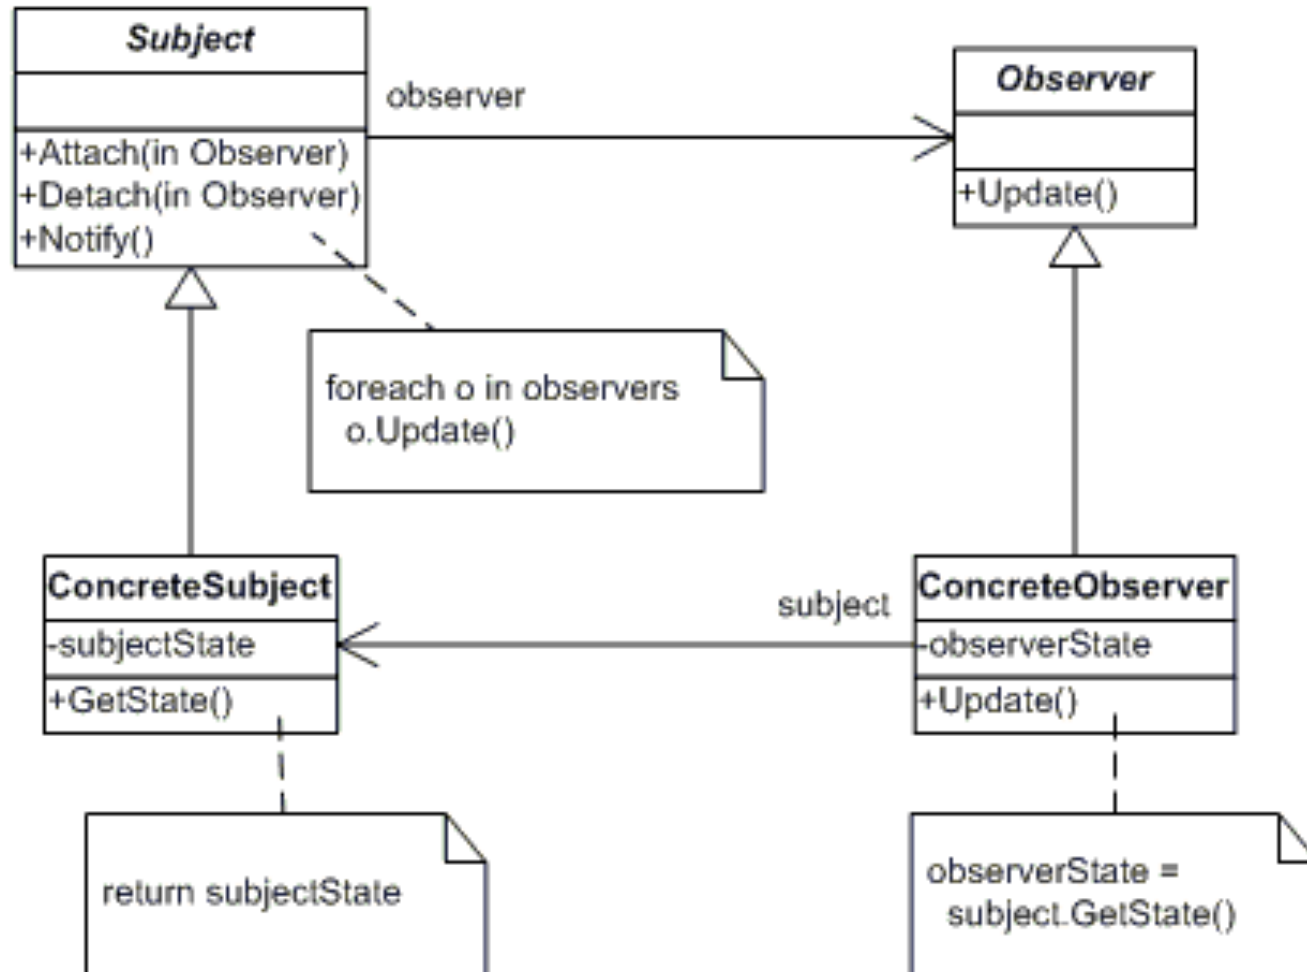 Subject
observer
+Attach(in Observer)
+Detach(in Observer)
+Notify()
Observer
+Update()
foreach o in observers
o.Update()
ConcreteSubject
-subjectState
+GetState()
subject
ConcreteObserver
-observerState
+Update()
return subjectState
observerState =
subject.GetState()